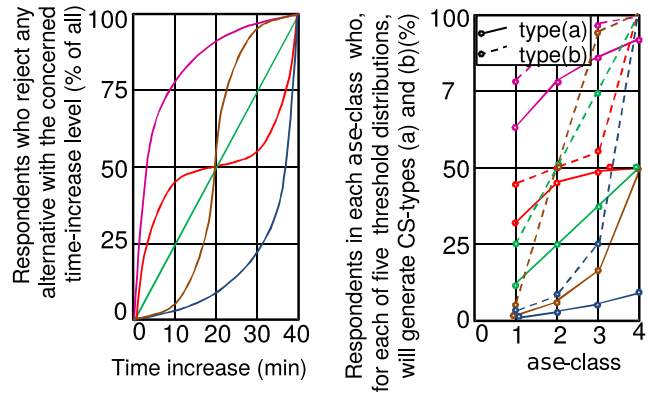 Respondents who reject any
alternative with the concerned
time-increase level (% of all)
100
75
50
25
0
0
10
20
30
40
Time increase (min)
Respondents in each ase-class who,
for each of five threshold distributions,
will generate CS-types (a) and (b)(%)
100
7
50
25
0
0
1
2
3
4
ase-class
type(a)
type(b)